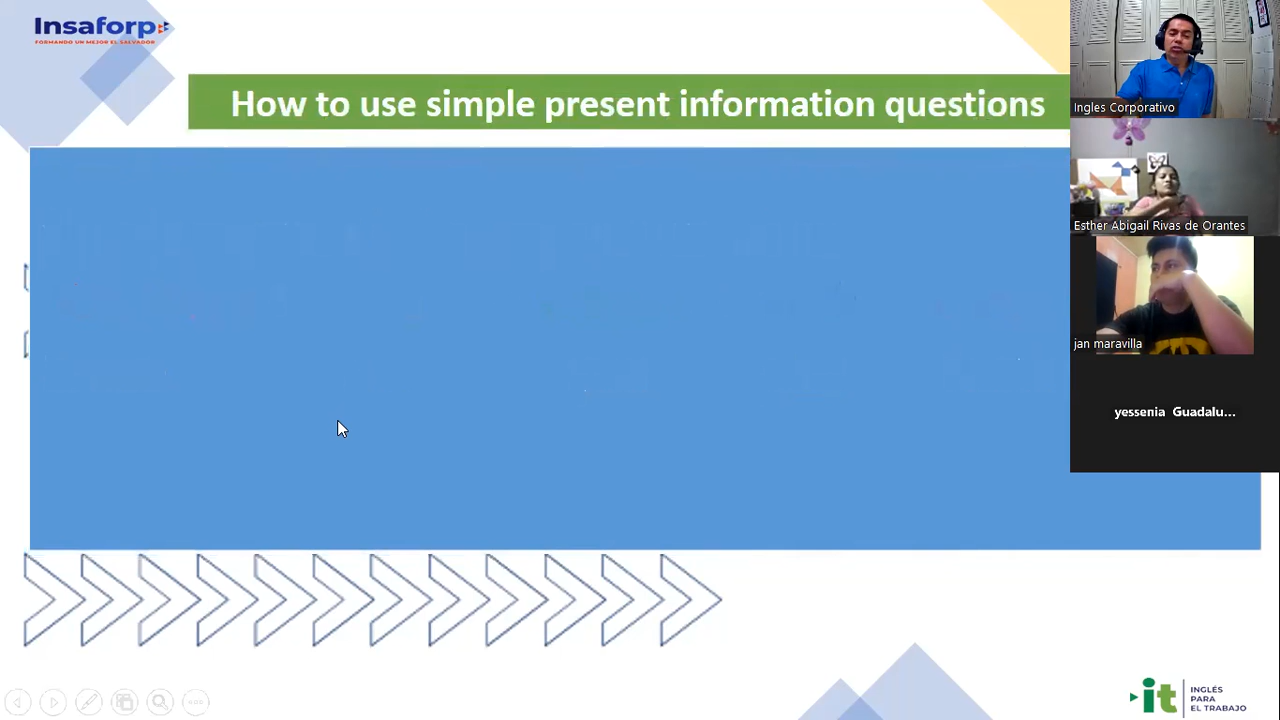 Insaforp
FORMANDO UN MEJOR EL SALVADOR
How to use simple present information questions
Ingles Corporativo
Esther Abigail Rivas de Orantes
jan maravilla
yessenia Guadalu...
it INGLÉS
PARA
EL TRABAJO